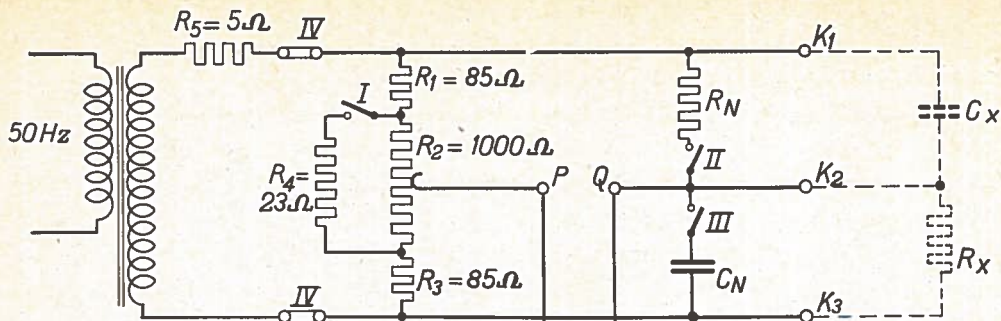 R5 = 5Ω
IV
K1
R1 = 85Ω
I
RN
Cx
50Hz
R2 = 1000Ω
II
R4 =
23Ω
P
Q
K2
III
R3 = 85Ω
CN
Rx
IV
K3